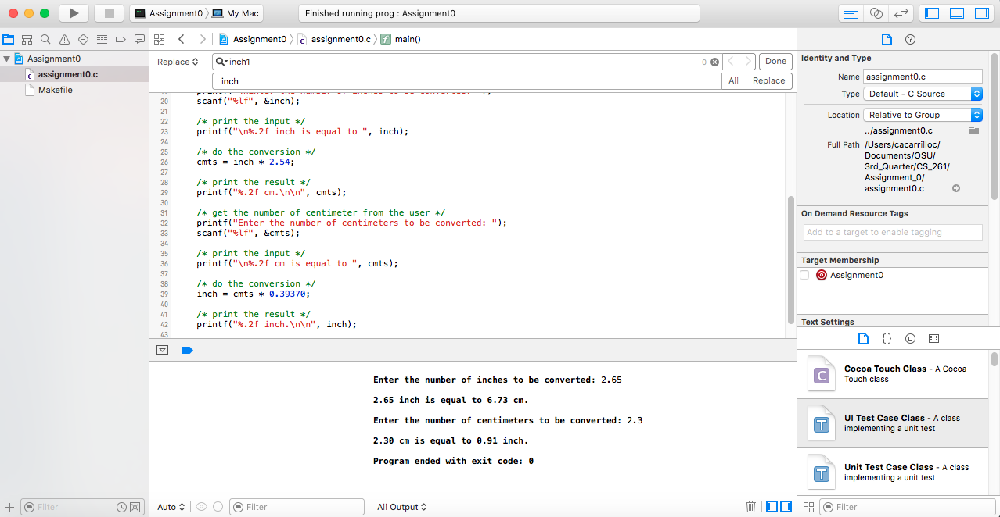 Assignment0 My Mac
Finished running prog : Assignment0
Assignment0 assignment0.c main()
Assignment0
assignment0.c
Makefile
Replace
inch1
0
Done
inch
All
Replace
20 scanf("%lf", &inch);
21
22 /* print the input */
23 printf("\n%.2f inch is equal to ", inch);
24
25 /* do the conversion */
26 cmts = inch * 2.54;
27
28 /* print the result */
29 printf("%.2f cm.\n\n", cmts);
30
31 /* get the number of centimeter from the user */
32 printf("Enter the number of centimeters to be converted: ");
33 scanf("%lf", &cmts);
34
35 /* print the input */
36 printf("\n%.2f cm is equal to ", cmts);
37
38 /* do the conversion */
39 inch = cmts * 0.39370;
40
41 /* print the result */
42 printf("%.2f inch.\n\n", inch);
43
Enter the number of inches to be converted: 2.65
2.65 inch is equal to 6.73 cm.
Enter the number of centimeters to be converted: 2.3
2.30 cm is equal to 0.91 inch.
Program ended with exit code: 0
Filter
Auto
Filter
All Output
Identity and Type
Name assignment0.c
Type Default - C Source
Location Relative to Group
../assignment0.c
Full Path /Users/cacarrilloc/
Documents/OSU/
3rd_Quarter/CS_261/
Assignment_0/
assignment0.c
On Demand Resource Tags
Add to a target to enable tagging
Target Membership
Assignment0
Text Settings
C
Cocoa Touch Class - A Cocoa
Touch class
T
UI Test Case Class - A class
implementing a unit test
T
Unit Test Case Class - A class
implementing a unit test
Filter